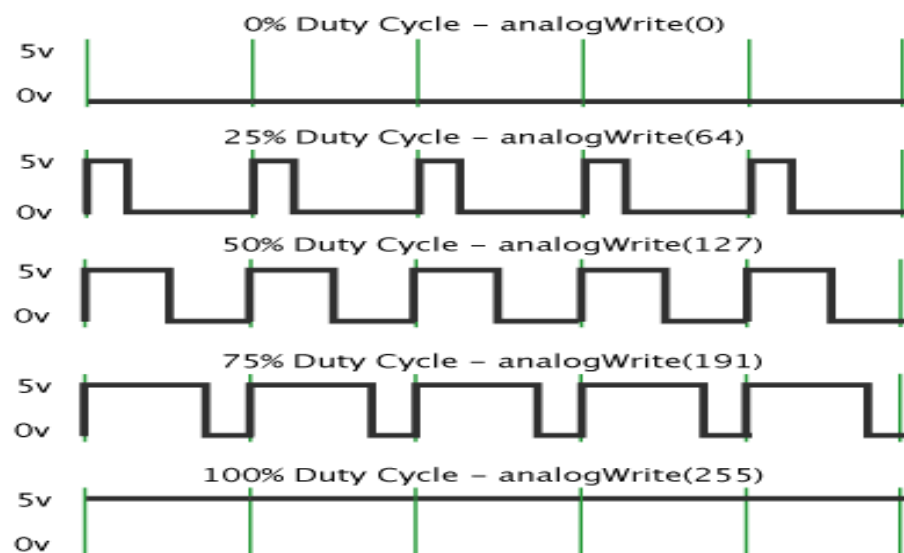 0% Duty Cycle – analogWrite(0)
5v
0v
25% Duty Cycle – analogWrite(64)
5v
0v
50% Duty Cycle – analogWrite(127)
5v
0v
75% Duty Cycle – analogWrite(191)
5v
0v
100% Duty Cycle – analogWrite(255)
5v
0v